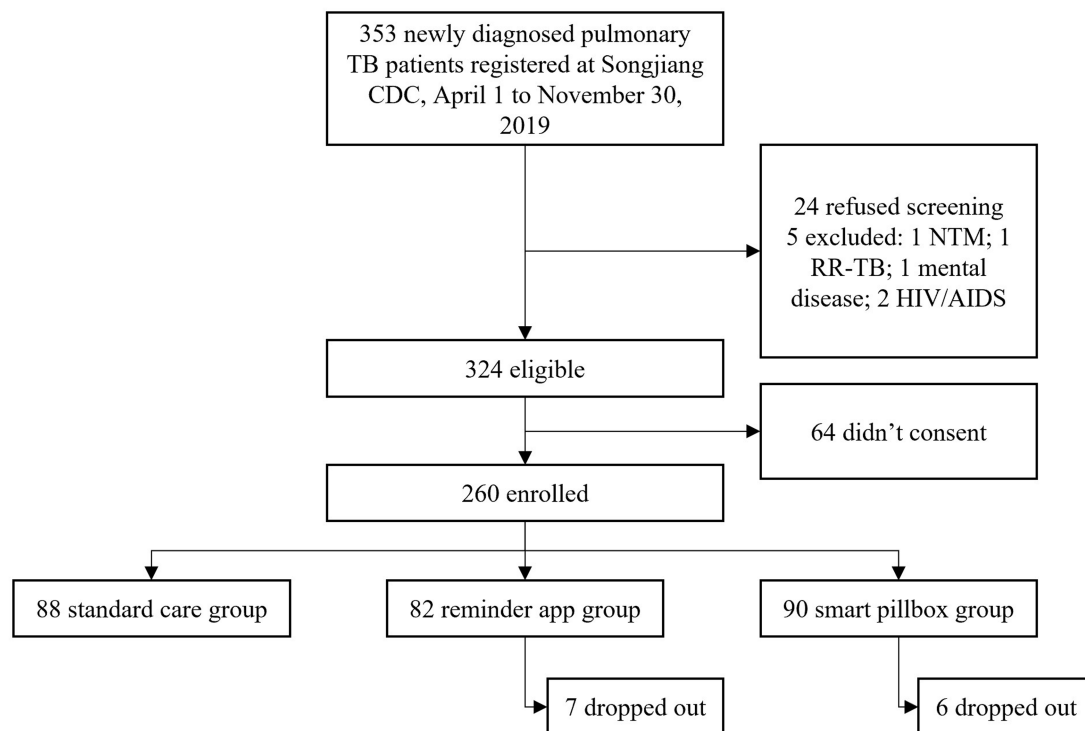 353 newly diagnosed pulmonary
TB patients registered at Songjiang
CDC, April 1 to November 30,
2019
24 refused screening
5 excluded: 1 NTM; 1
RR-TB; 1 mental
disease; 2 HIV/AIDS
324 eligible
64 didn’t consent
260 enrolled
88 standard care group
82 reminder app group
90 smart pillbox group
7 dropped out
6 dropped out